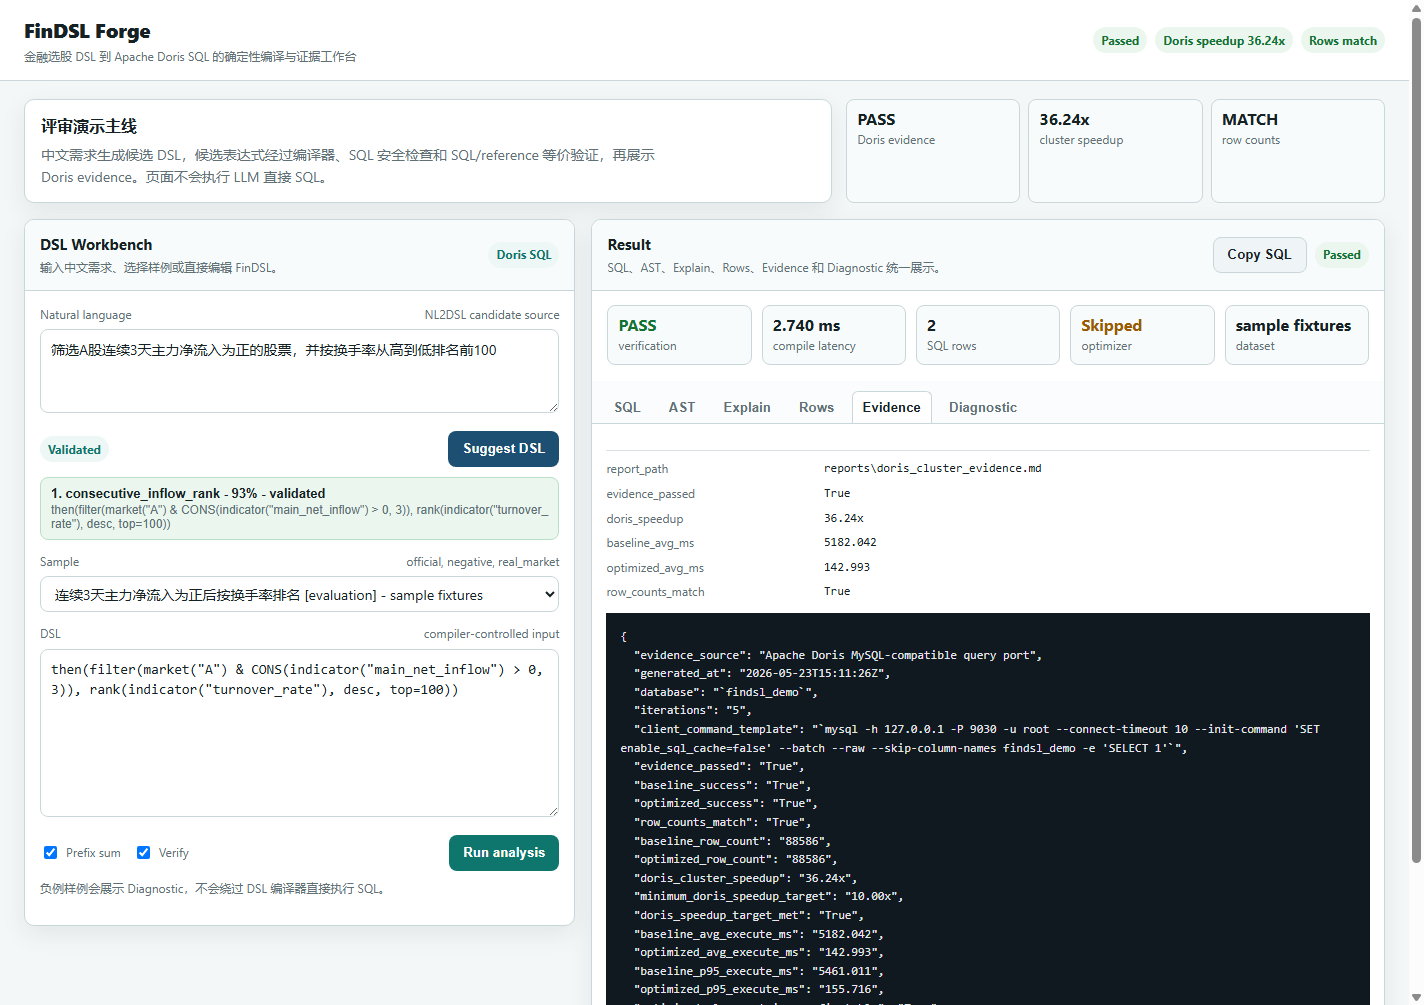 FinDSL Forge
金融选股 DSL 到 Apache Doris SQL 的确定性编译与证据工作台
Passed
Doris speedup 36.24x
Rows match
评审演示主线
中文需求生成候选 DSL，候选表达式经过编译器、SQL 安全检查和 SQL/reference 等价验证，再展示
Doris evidence。页面不会执行 LLM 直接 SQL。
PASS
Doris evidence
36.24x
cluster speedup
MATCH
row counts
DSL Workbench
输入中文需求、选择样例或直接编辑 FinDSL。
Doris SQL
Natural language
NL2DSL candidate source
筛选A股连续3天主力净流入为正的股票，并按换手率从高到低排名前100
Validated
Suggest DSL
1. consecutive_inflow_rank - 93% - validated
then(filter(market("A") & CONS(indicator("main_net_inflow") > 0, 3)), rank(indicator("turnover_
rate"), desc, top=100))
Sample
official, negative, real_market
连续3天主力净流入为正后按换手率排名 [evaluation] - sample fixtures
DSL
compiler-controlled input
then(filter(market("A") & CONS(indicator("main_net_inflow") > 0,
3)), rank(indicator("turnover_rate"), desc, top=100))
Prefix sum
Verify
Run analysis
负例样例会展示 Diagnostic，不会绕过 DSL 编译器直接执行 SQL。
Result
SQL、AST、Explain、Rows、Evidence 和 Diagnostic 统一展示。
Copy SQL
Passed
PASS
verification
2.740 ms
compile latency
2
SQL rows
Skipped
optimizer
sample fixtures
dataset
SQL
AST
Explain
Rows
Evidence
Diagnostic
report_path
reports\doris_cluster_evidence.md
evidence_passed
True
doris_speedup
36.24x
baseline_avg_ms
5182.042
optimized_avg_ms
142.993
row_counts_match
True
{
"evidence_source": "Apache Doris MySQL-compatible query port",
"generated_at": "2026-05-23T15:11:26Z",
"database": "`findsl_demo`",
"iterations": "5",
"client_command_template": "`mysql -h 127.0.0.1 -P 9030 -u root --connect-timeout 10 --init-command 'SET
enable_sql_cache=false' --batch --raw --skip-column-names findsl_demo -e 'SELECT 1'`",
"evidence_passed": "True",
"baseline_success": "True",
"optimized_success": "True",
"row_counts_match": "True",
"baseline_row_count": "88586",
"optimized_row_count": "88586",
"doris_cluster_speedup": "36.24x",
"minimum_doris_speedup_target": "10.00x",
"doris_speedup_target_met": "True",
"baseline_avg_execute_ms": "5182.042",
"optimized_avg_execute_ms": "142.993",
"baseline_p95_execute_ms": "5461.011",
"optimized_p95_execute_ms": "155.716",